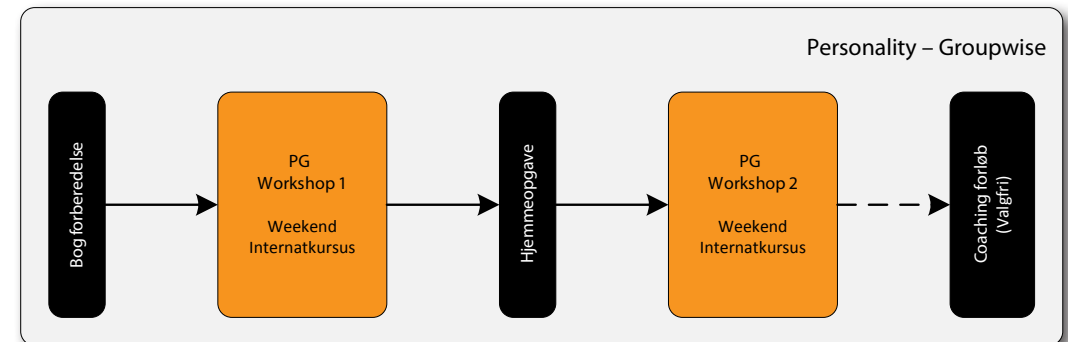 Personality – Groupwise
Bog forberedelse
PG
Workshop 1
Weekend
Internatkursus
Hjemmeopgave
PG
Workshop 2
Weekend
Internatkursus
Coaching forløb
(Valgfri)